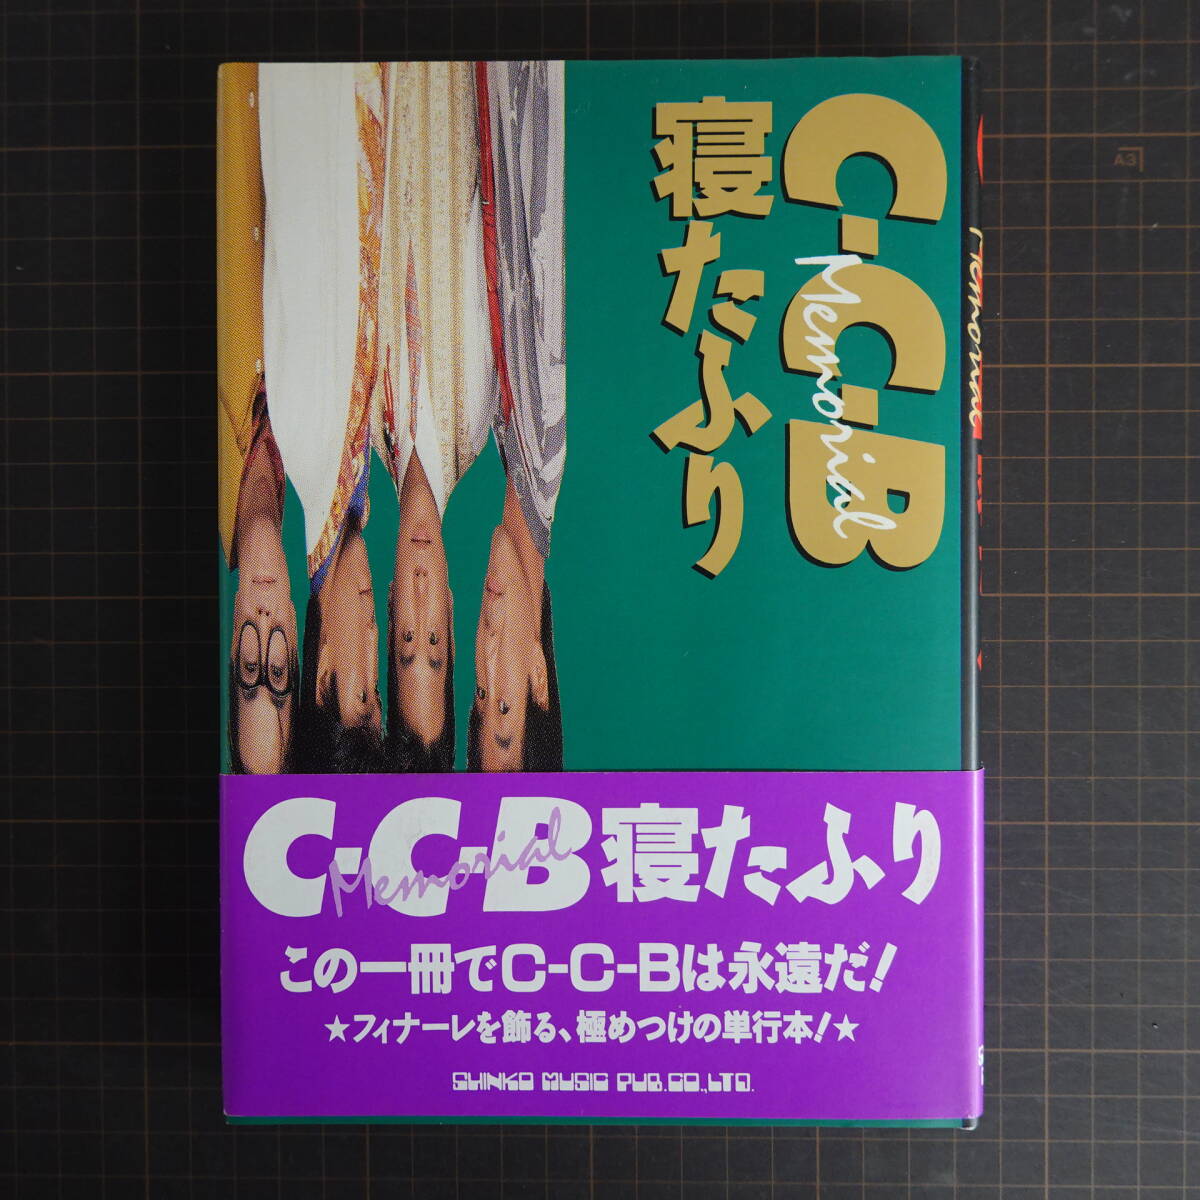 C-C-B
Memorial
寝たふり
Memorial
A3
C-C-B寝たふり
Memorial
この一冊でC-C-Bは永遠だ!
★フィナーレを飾る、極めつけの単行本!★
SHINKO MUSIC PUB.CO.,LTD.